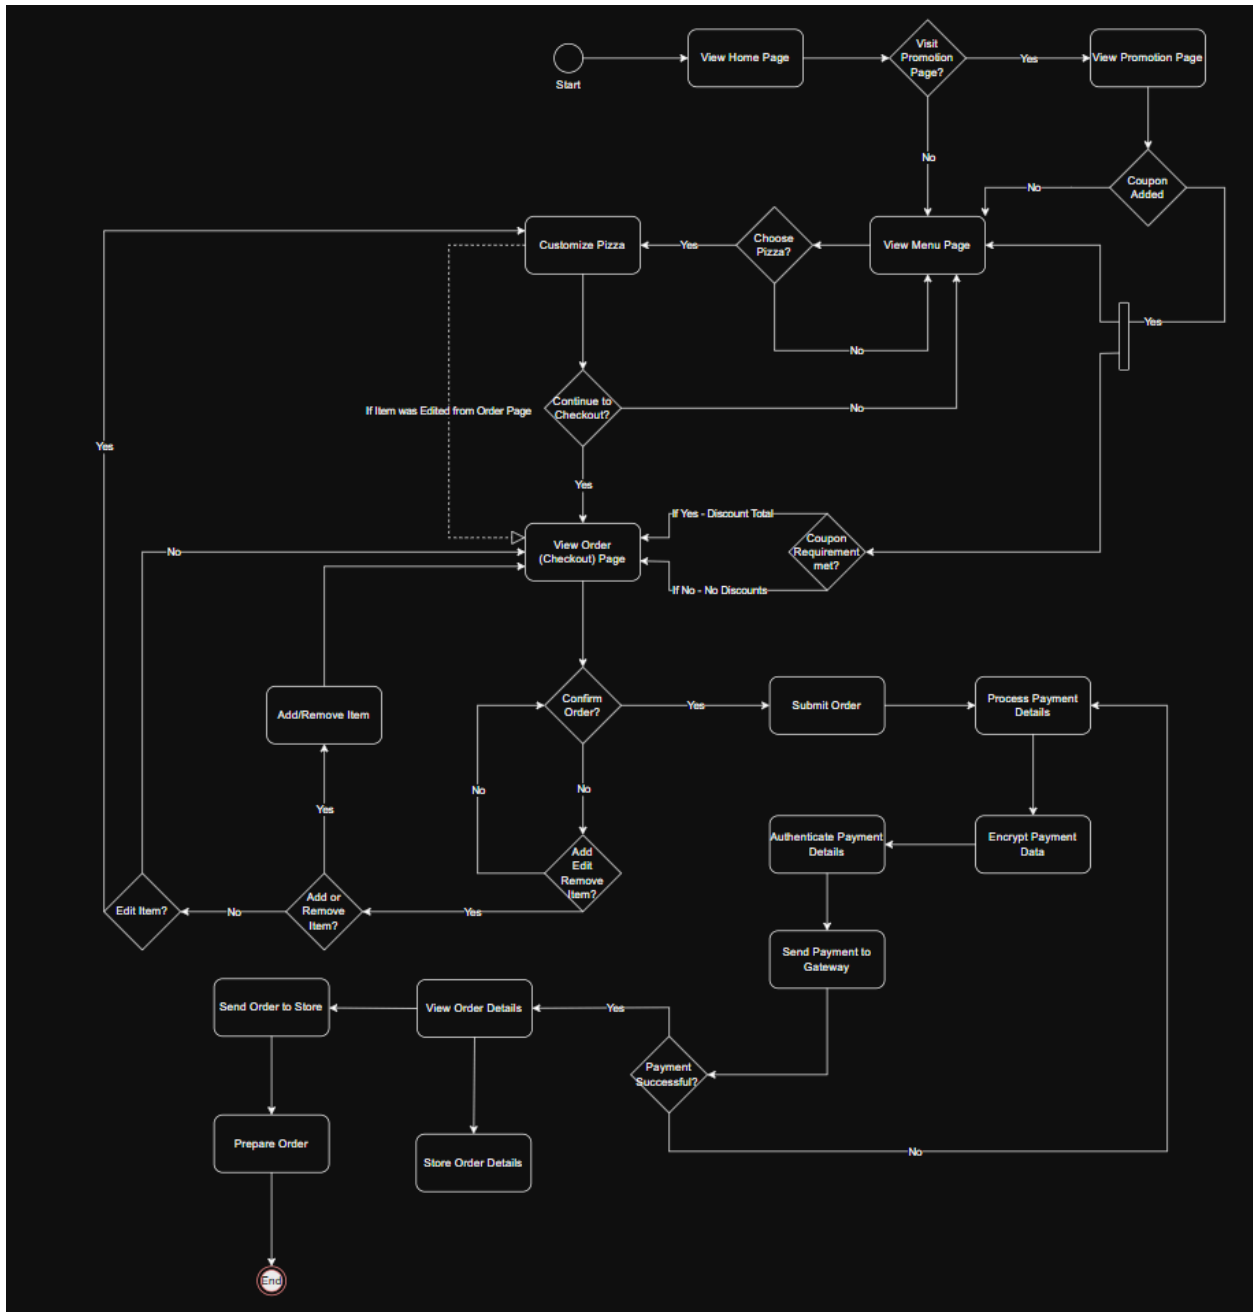 Start
View Home Page
Visit
Promotion
Page?
Yes
View Promotion Page
No
Coupon
Added
No
Yes
View Menu Page
Choose
Pizza?
Yes
No
Customize Pizza
Yes
If Item was Edited from Order Page
Continue to
Checkout?
No
Yes
If Yes - Discount Total
Coupon
Requirement
met?
If No - No Discounts
View Order
(Checkout) Page
No
Confirm
Order?
Yes
Submit Order
Process Payment
Details
Add/Remove Item
No
No
Yes
Add
Edit
Remove
Item?
Yes
Add or
Remove
Item?
No
Edit Item?
Encrypt Payment
Data
Authenticate Payment
Details
Send Payment to
Gateway
Payment
Successful?
Yes
No
View Order Details
Send Order to Store
Prepare Order
Store Order Details
End